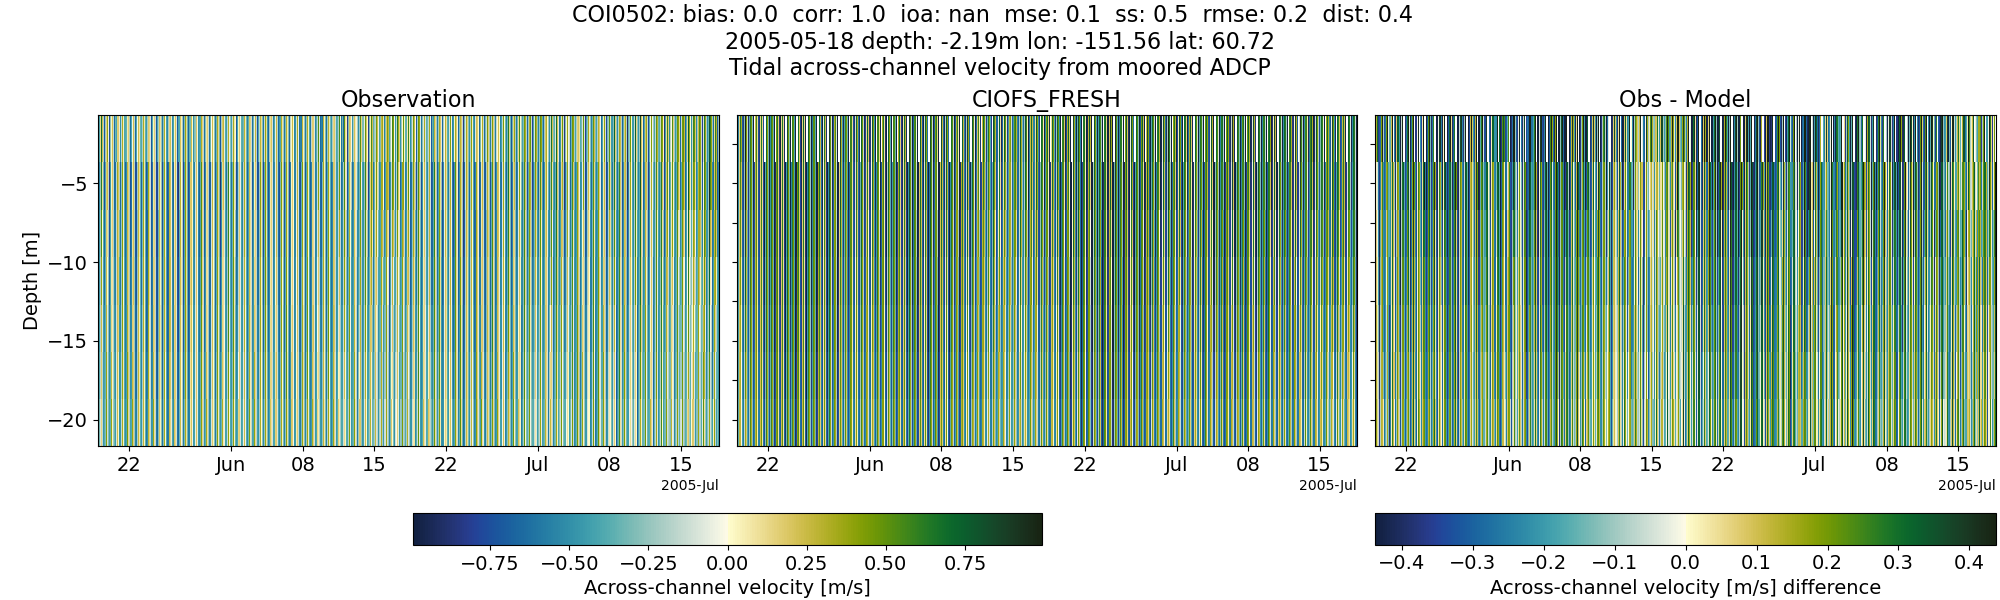 COI0502: bias: 0.0  corr: 1.0  ioa: nan  mse: 0.1  ss: 0.5  rmse: 0.2  dist: 0.4
2005-05-18 depth: -2.19m lon: -151.56 lat: 60.72
Tidal across-channel velocity from moored ADCP
Observation
CIOFS_FRESH
Obs - Model
Depth [m]
−5
−10
−15
−20
22 Jun 08 15 22 Jul 08 15
2005-Jul
22 Jun 08 15 22 Jul 08 15
2005-Jul
22 Jun 08 15 22 Jul 08 15
2005-Jul
−0.75 −0.50 −0.25 0.00 0.25 0.50 0.75
Across-channel velocity [m/s]
−0.4 −0.3 −0.2 −0.1 0.0 0.1 0.2 0.3 0.4
Across-channel velocity [m/s] difference